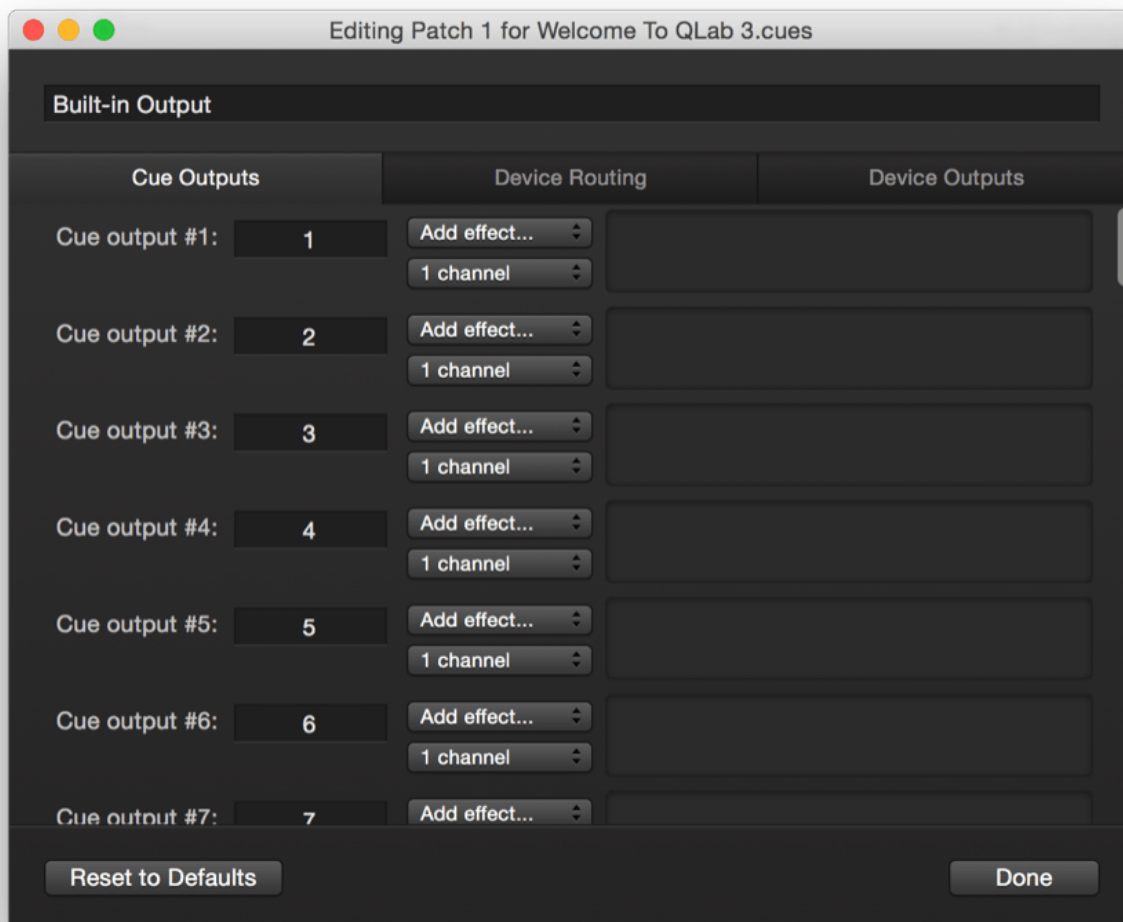 Editing Patch 1 for Welcome To QLab 3.cues
Built-in Output
Cue Outputs Device Routing Device Outputs
Cue output #1: 1 Add effect...
1 channel
Cue output #2: 2 Add effect...
1 channel
Cue output #3: 3 Add effect...
1 channel
Cue output #4: 4 Add effect...
1 channel
Cue output #5: 5 Add effect...
1 channel
Cue output #6: 6 Add effect...
1 channel
Cue output #7: 7 Add effect...
Reset to Defaults Done